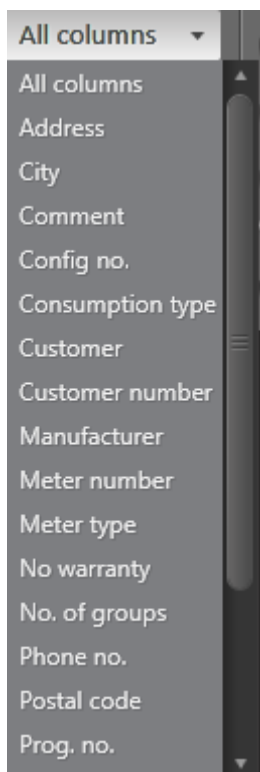 All columns
All columns
Address
City
Comment
Config no.
Consumption type
Customer
Customer number
Manufacturer
Meter number
Meter type
No warranty
No. of groups
Phone no.
Postal code
Prog. no.